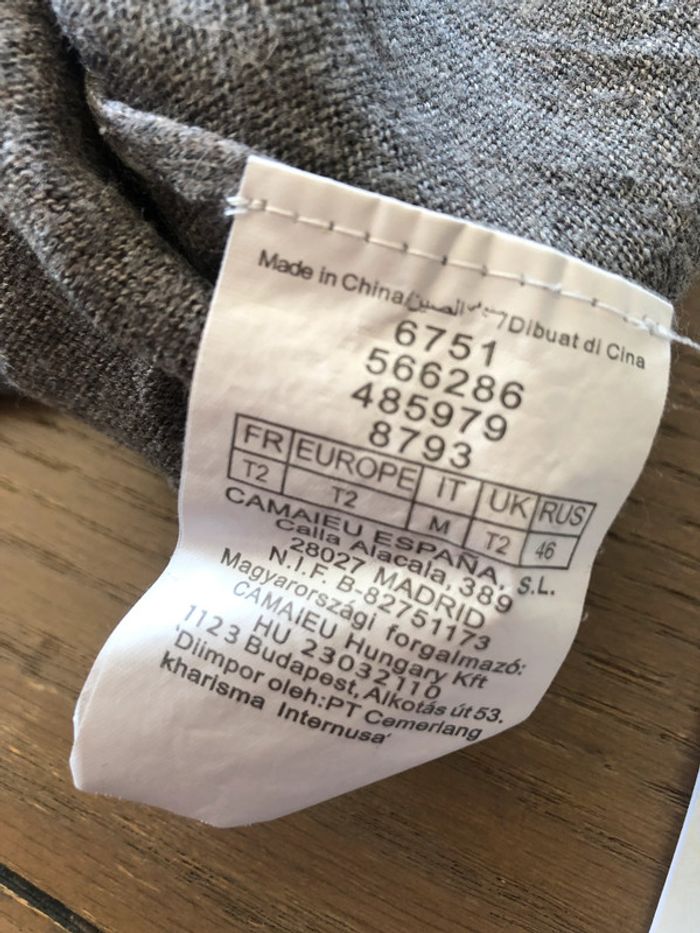 Made in China/صنع في الصين/Dibuat di Cina
6751
566286
485979
8793
FR EUROPE IT UK RUS
T2 T2 M T2 46
CAMAIEU ESPAÑA, S.L.
Calla Alacala, 389
28027 MADRID
N.I.F. B-82751173
Magyarországi forgalmazó:
CAMAIEU Hungary Kft
HU 23032110
1123 Budapest, Alkotás út 53.
'Diimpor oleh:PT Cemerlang
kharisma Internusa'